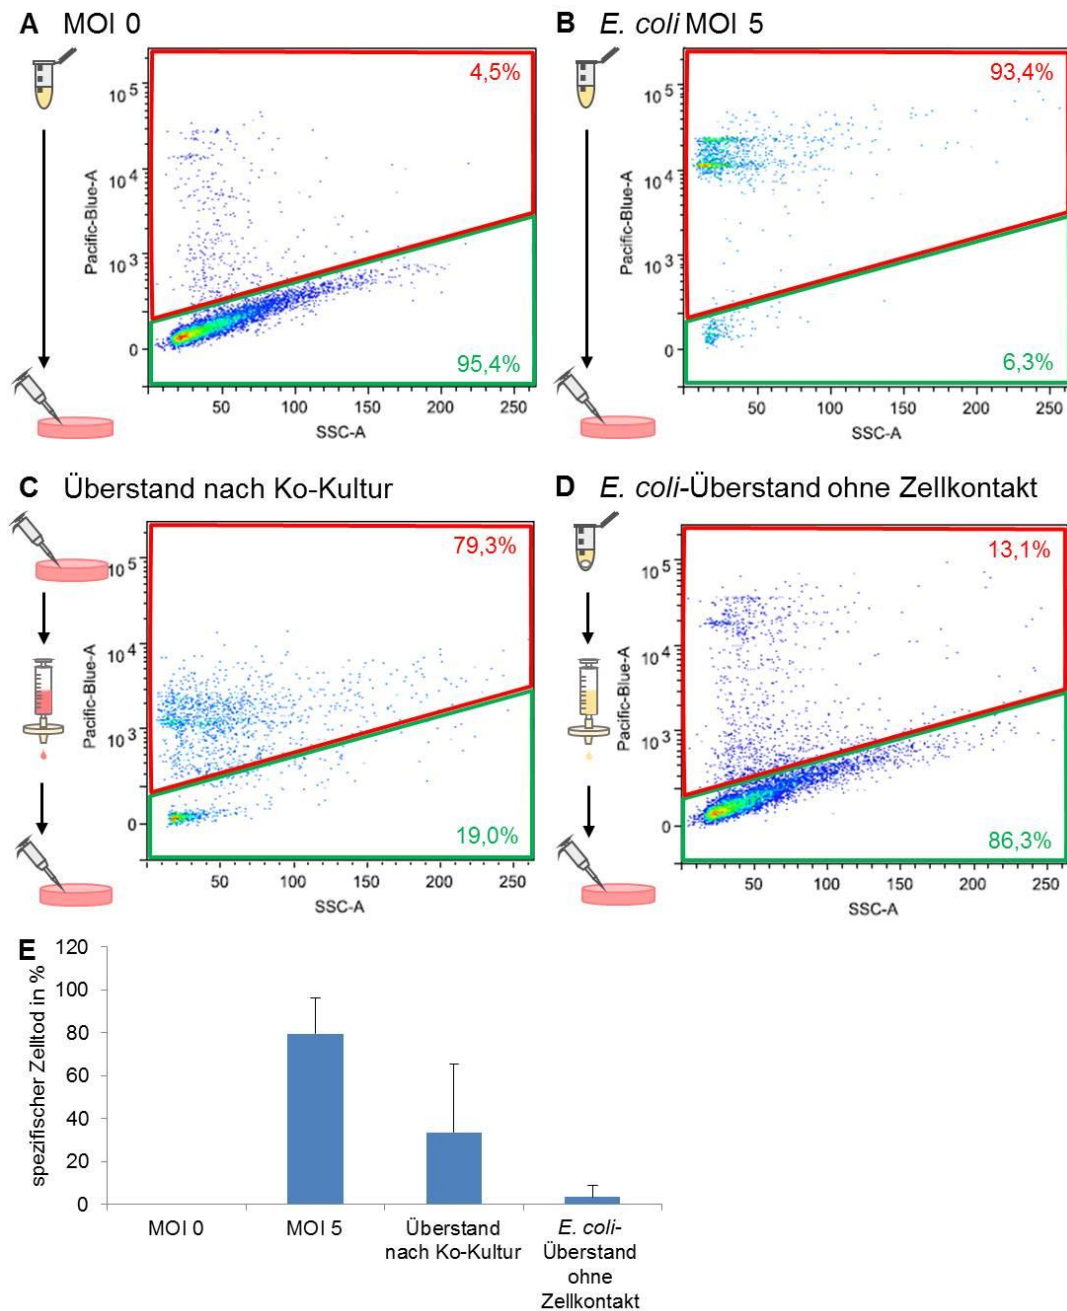 A MOI 0
4,5%
10^5
10^4
10^3
0
Pacific-Blue-A
95,4%
50 100 150 200 250
SSC-A
B E. coli MOI 5
93,4%
10^5
10^4
10^3
0
Pacific-Blue-A
6,3%
50 100 150 200 250
SSC-A
C Überstand nach Ko-Kultur
79,3%
10^5
10^4
10^3
0
Pacific-Blue-A
19,0%
50 100 150 200 250
SSC-A
D E. coli-Überstand ohne Zellkontakt
13,1%
10^5
10^4
10^3
0
Pacific-Blue-A
86,3%
50 100 150 200 250
SSC-A
E
spezifischer Zelltod in %
120
100
80
60
40
20
0
MOI 0
MOI 5
Überstand
nach Ko-Kultur
E. coli-
Überstand
ohne
Zellkontakt